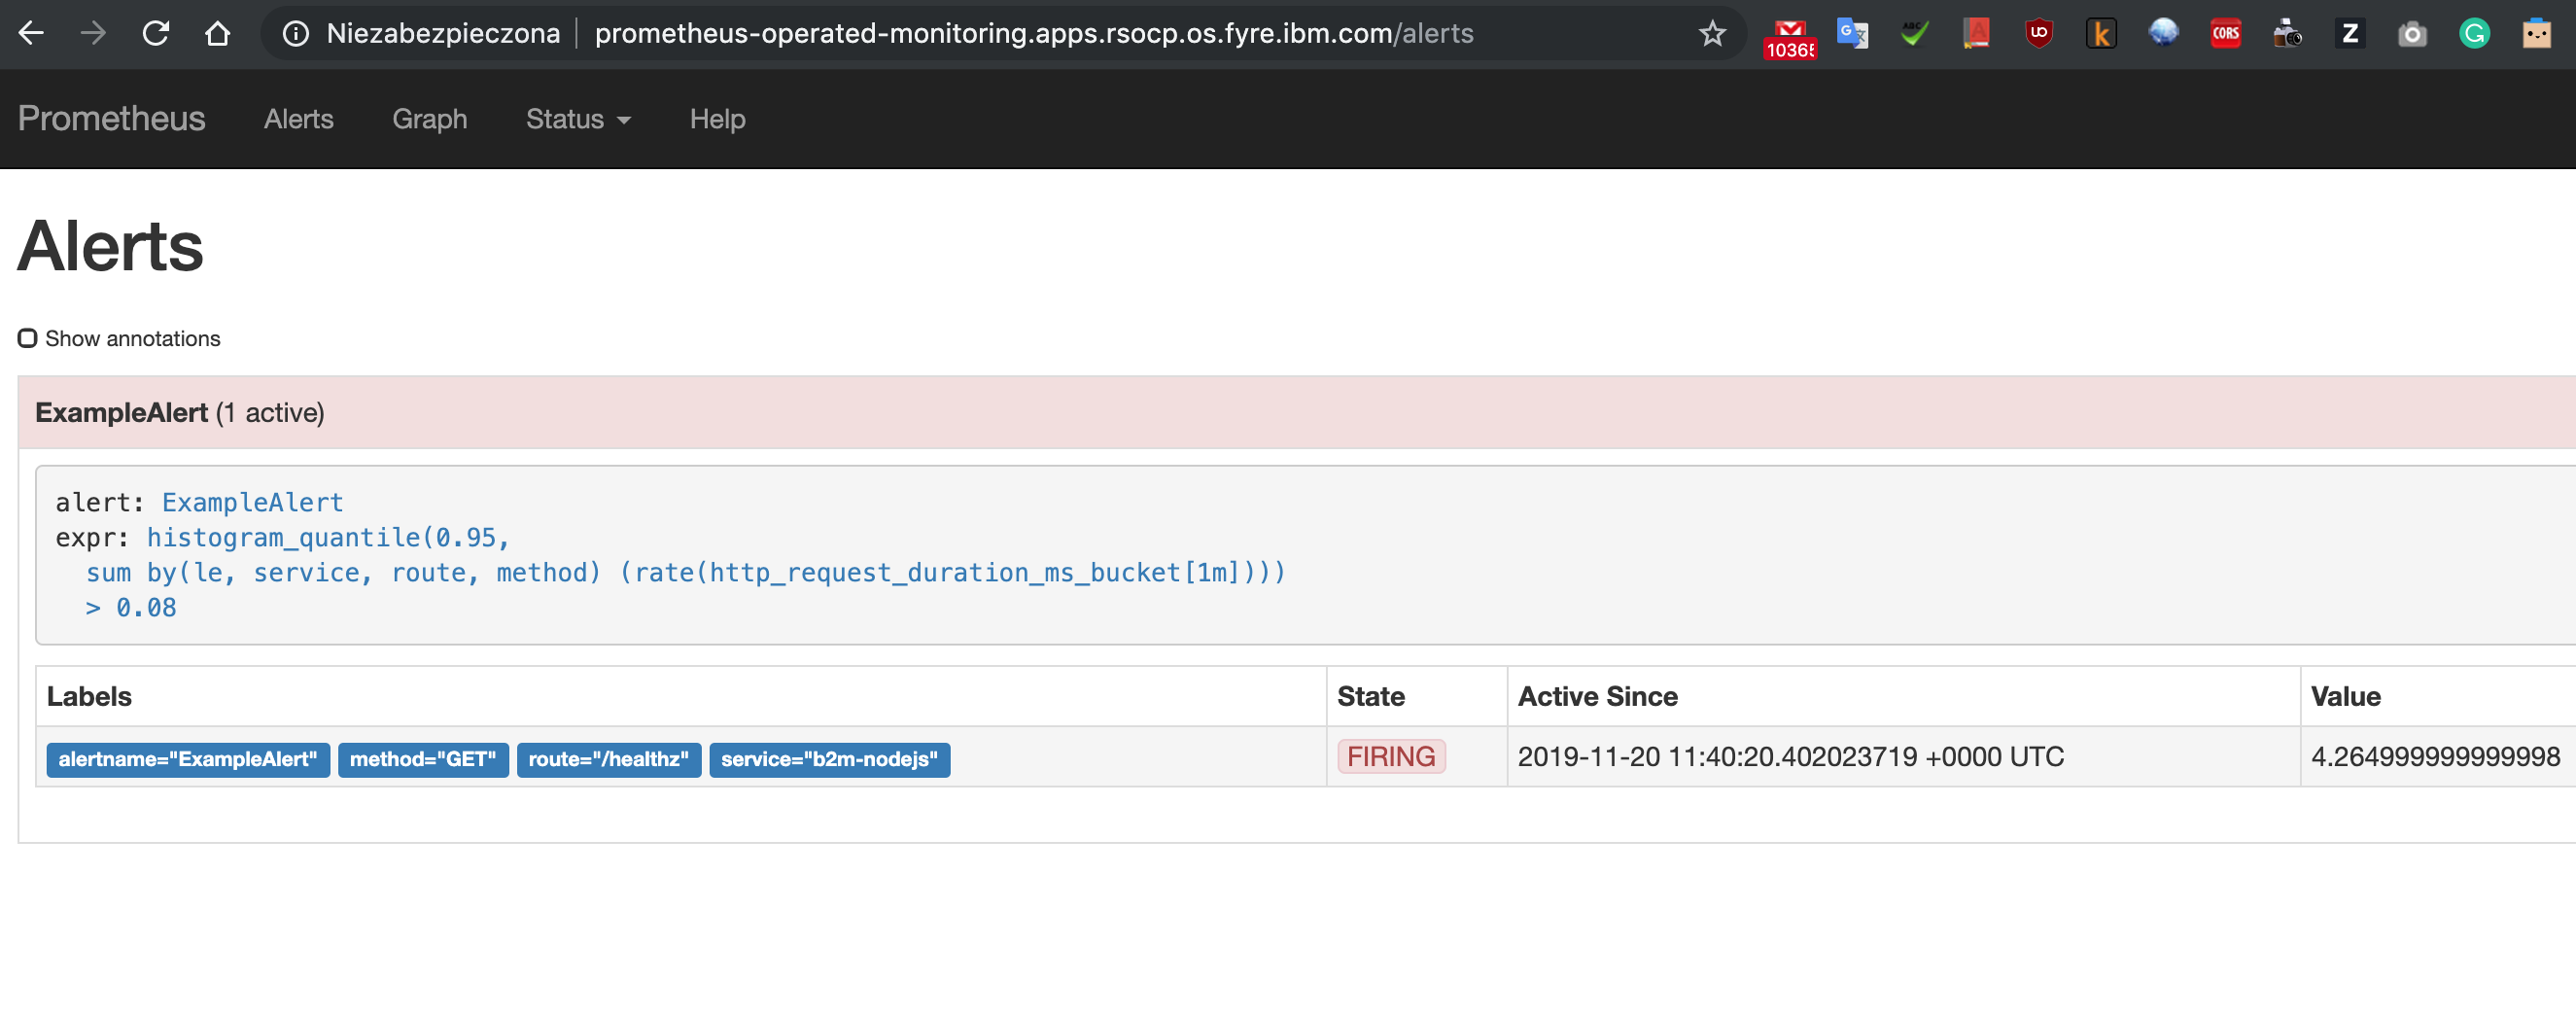 Niezabezpieczona prometheus-operated-monitoring.apps.rsocp.os.fyre.ibm.com/alerts
Prometheus Alerts Graph Status Help
Alerts
Show annotations
ExampleAlert (1 active)
alert: ExampleAlert
expr: histogram_quantile(0.95,
sum by(le, service, route, method) (rate(http_request_duration_ms_bucket[1m])))
> 0.08
Labels State Active Since Value
alertname="ExampleAlert" method="GET" route="/healthz" service="b2m-nodejs" FIRING 2019-11-20 11:40:20.402023719 +0000 UTC 4.264999999999998